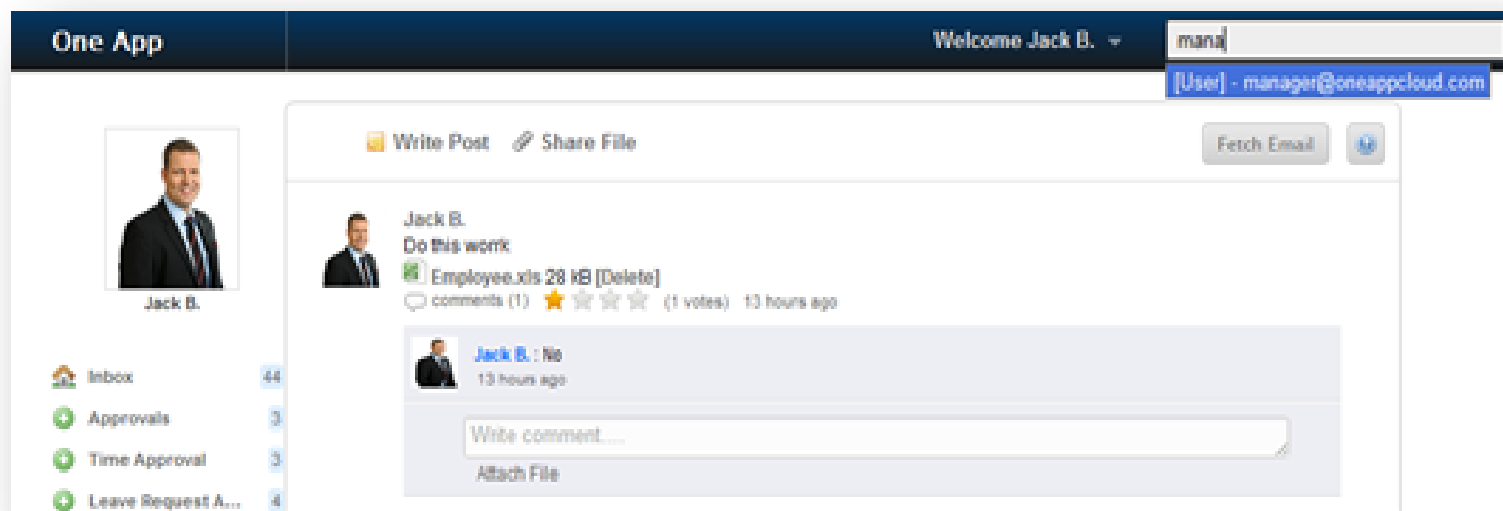 One App
Welcome Jack B.
mana
[User] - manager@oneappcloud.com
Write Post
Share File
Fetch Email
Jack B.
Jack B.
Do this worrk
Employee.xls 28 kB [Delete]
comments (1) (1 votes) 13 hours ago
Jack B. : No
13 hours ago
Write comment.....
Attach File
Inbox 44
Approvals 3
Time Approval 3
Leave Request A... 4